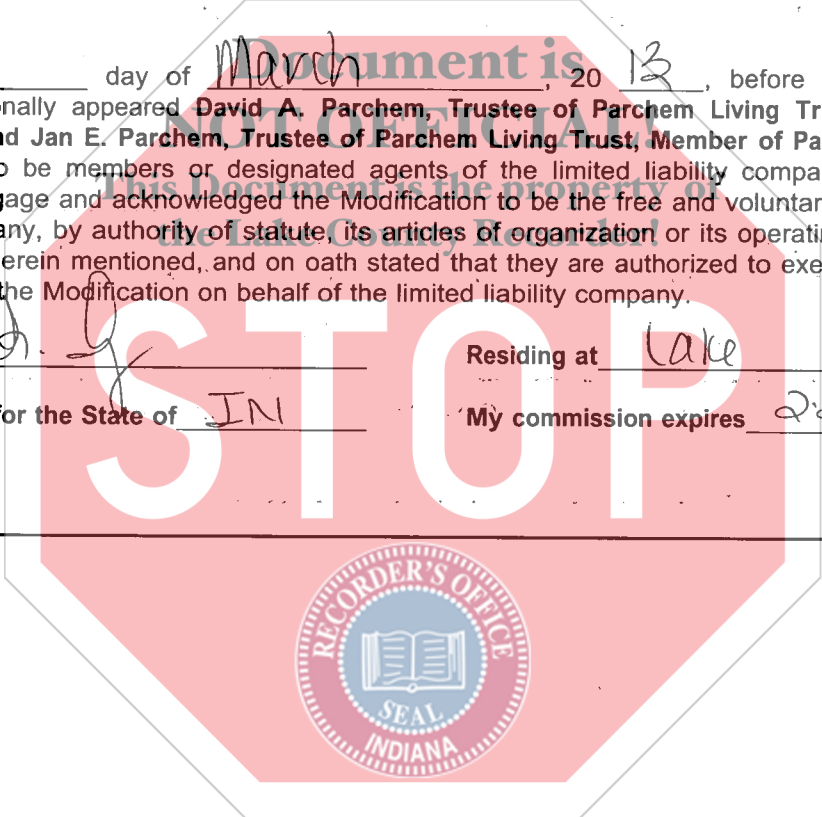 Document is
day of March, 20 13, before
NOT OFFICIAL!
nally appeared David A. Parchem, Trustee of Parchem Living Tr
d Jan E. Parchem, Trustee of Parchem Living Trust, Member of Pa
o be members or designated agents of the limited liability compa
This Document is the property of
gage and acknowledged the Modification to be the free and voluntar
the Lake County Recorder!
any, by authority of statute, its articles of organization or its operatin
erein mentioned, and on oath stated that they are authorized to exe
the Modification on behalf of the limited liability company.
STOP
Residing at Lake
or the State of IN
My commission expires
RECORDER'S OFFICE
SEAL
INDIANA